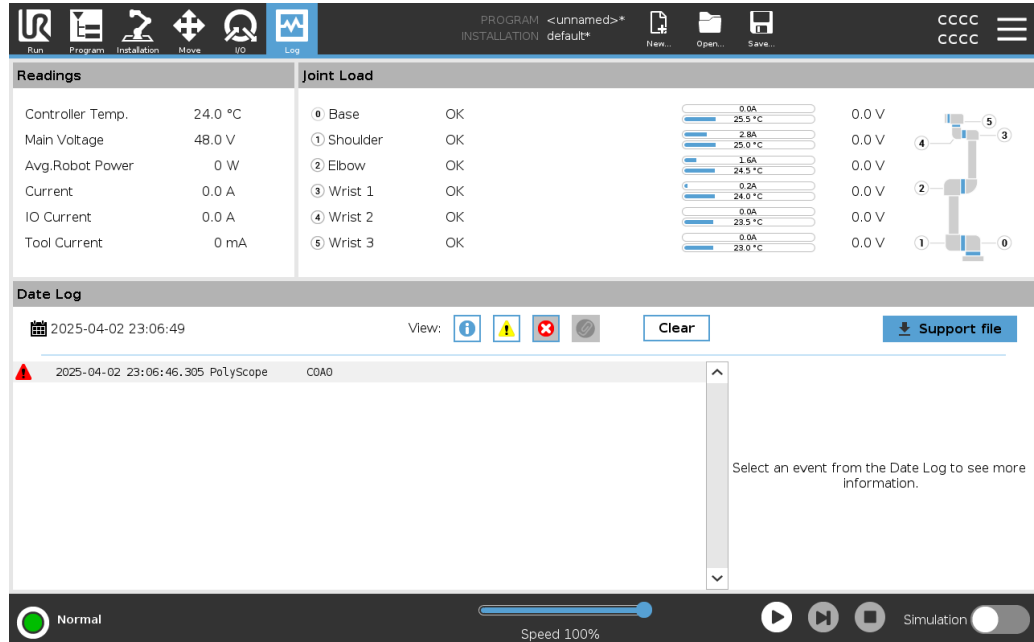 UR
PROGRAM <unnamed>*
INSTALLATION default*
CCCC
CCCC
Run Program Installation Move I/O Log New... Open... Save...
Readings
Joint Load
Controller Temp. 24.0 °C
Main Voltage 48.0 V
Avg.Robot Power 0 W
Current 0.0 A
IO Current 0.0 A
Tool Current 0 mA
0 Base OK 0.0A 25.5 °C 0.0 V
1 Shoulder OK 2.8A 25.0 °C 0.0 V
2 Elbow OK 1.6A 24.5 °C 0.0 V
3 Wrist 1 OK 0.2A 24.0 °C 0.0 V
4 Wrist 2 OK 0.0A 23.5 °C 0.0 V
5 Wrist 3 OK 0.0A 23.0 °C 0.0 V
5
4 3
2
1 0
Date Log
2025-04-02 23:06:49 View: Clear Support file
2025-04-02 23:06:46.305 PolyScope C0A0
Select an event from the Date Log to see more
information.
Normal
Speed 100%
Simulation